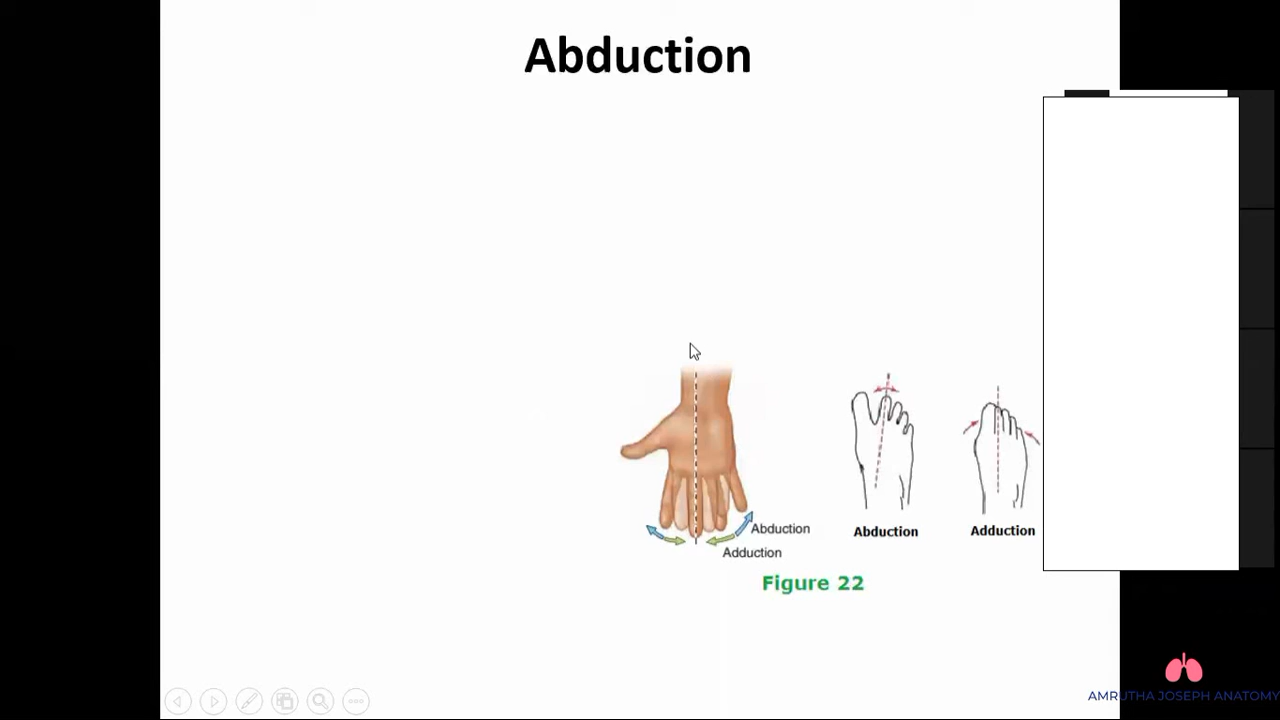 Abduction
Abduction
Adduction
Abduction
Adduction
Figure 22
AMRUTHA JOSEPH ANATOMY